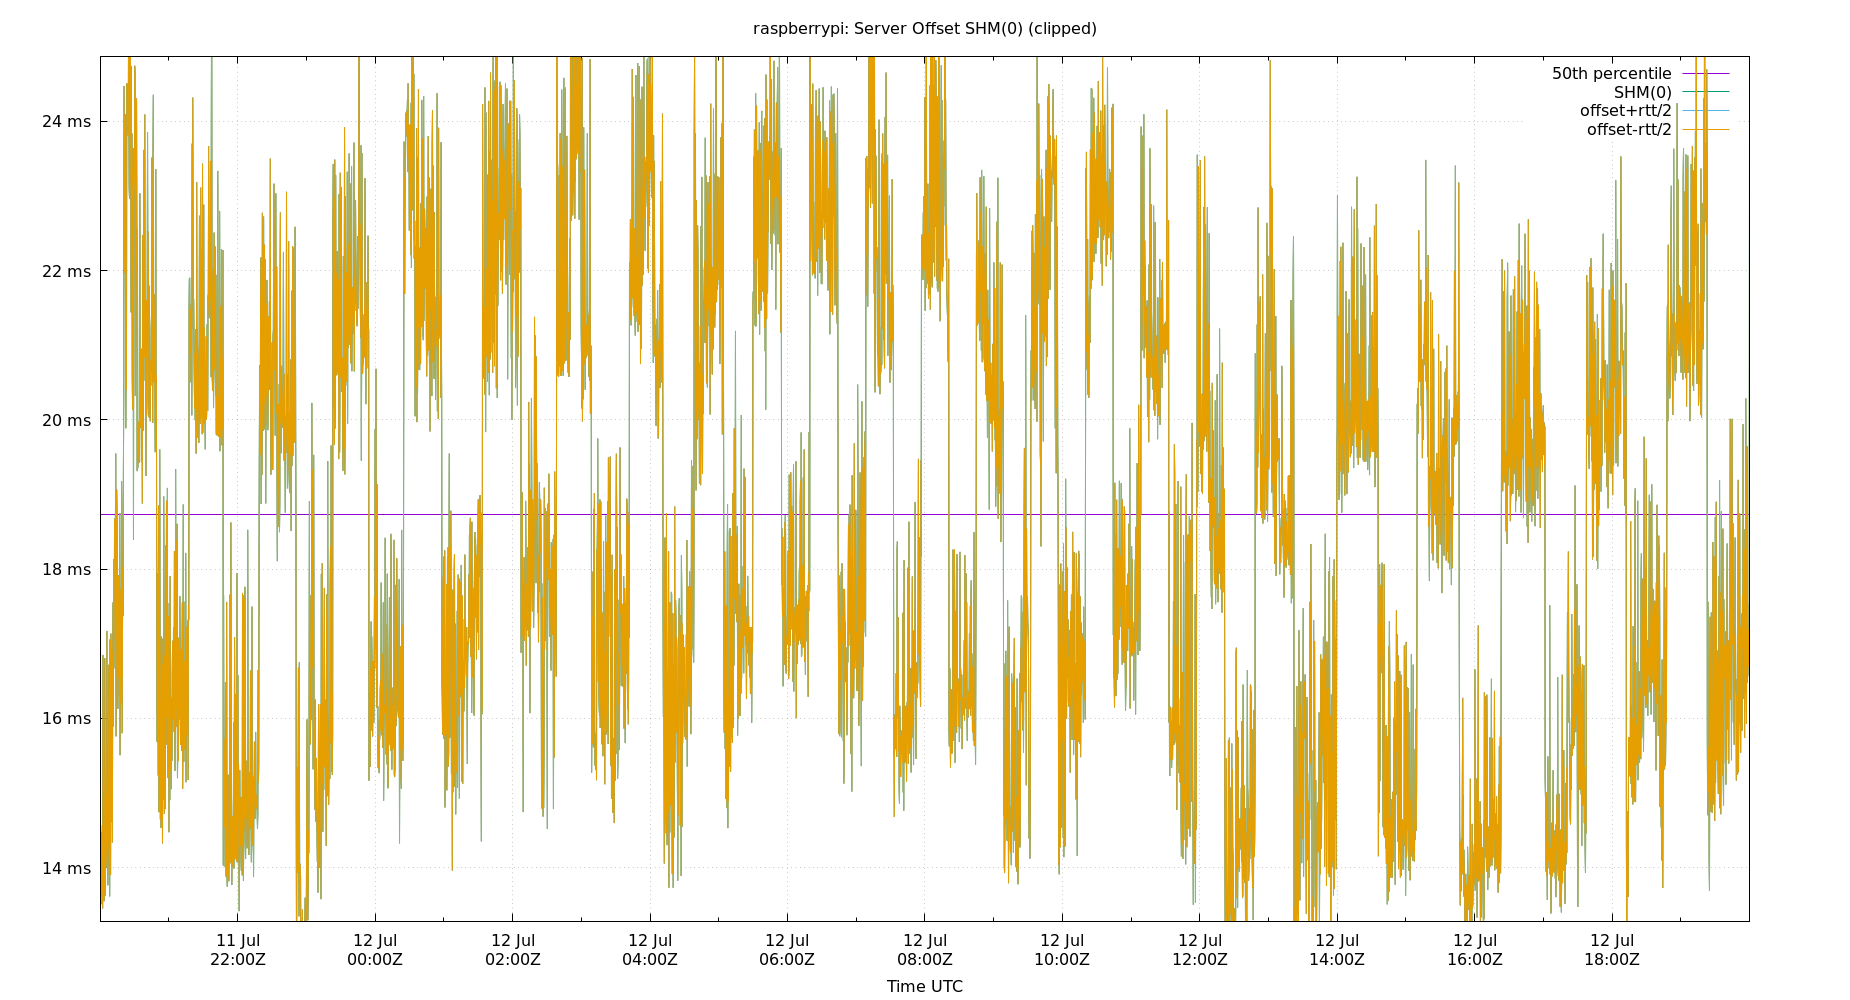 raspberrypi: Server Offset SHM(0) (clipped)
50th percentile
SHM(0)
offset+rtt/2
offset-rtt/2
24 ms
22 ms
20 ms
18 ms
16 ms
14 ms
11 Jul 12 Jul 12 Jul 12 Jul 12 Jul 12 Jul 12 Jul 12 Jul 12 Jul 12 Jul 12 Jul
22:00Z 00:00Z 02:00Z 04:00Z 06:00Z 08:00Z 10:00Z 12:00Z 14:00Z 16:00Z 18:00Z
Time UTC